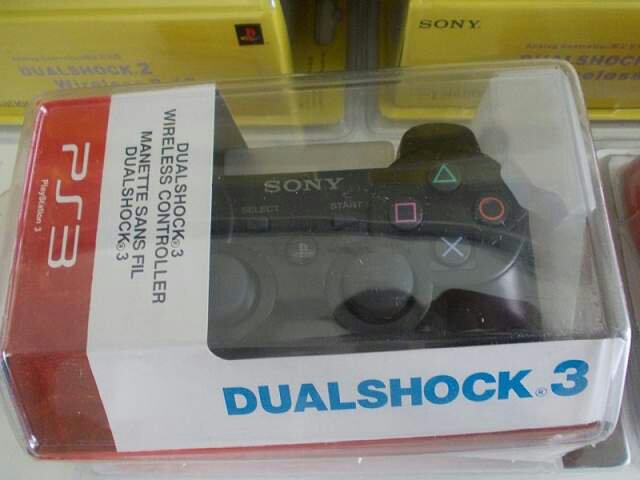 DUALSHOCK 2
SONY
DUALSHOCK
PS3
PlayStation 3
DUALSHOCK®3
WIRELESS CONTROLLER
MANETTE SANS FIL
DUALSHOCK®3
SONY
SELECT
START
DUALSHOCK®3